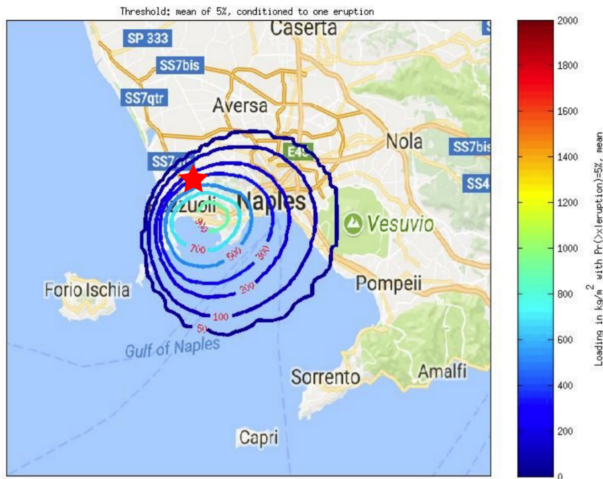 Threshold: mean of 5%, conditioned to one eruption
Caserta
SP 333
SS7bis
SS7qtr
Aversa
Nola
SS7bis
SS4
zzuoli
Naples
Vesuvio
900
700
500
300
200
100
50
Forio Ischia
Pompeii
Gulf of Naples
Sorrento
Amalfi
Capri
2000
1800
1600
1400
1200
1000
800
600
400
200
0
Loading in kg/m² with Pr(>x|eruption)=5%, mean